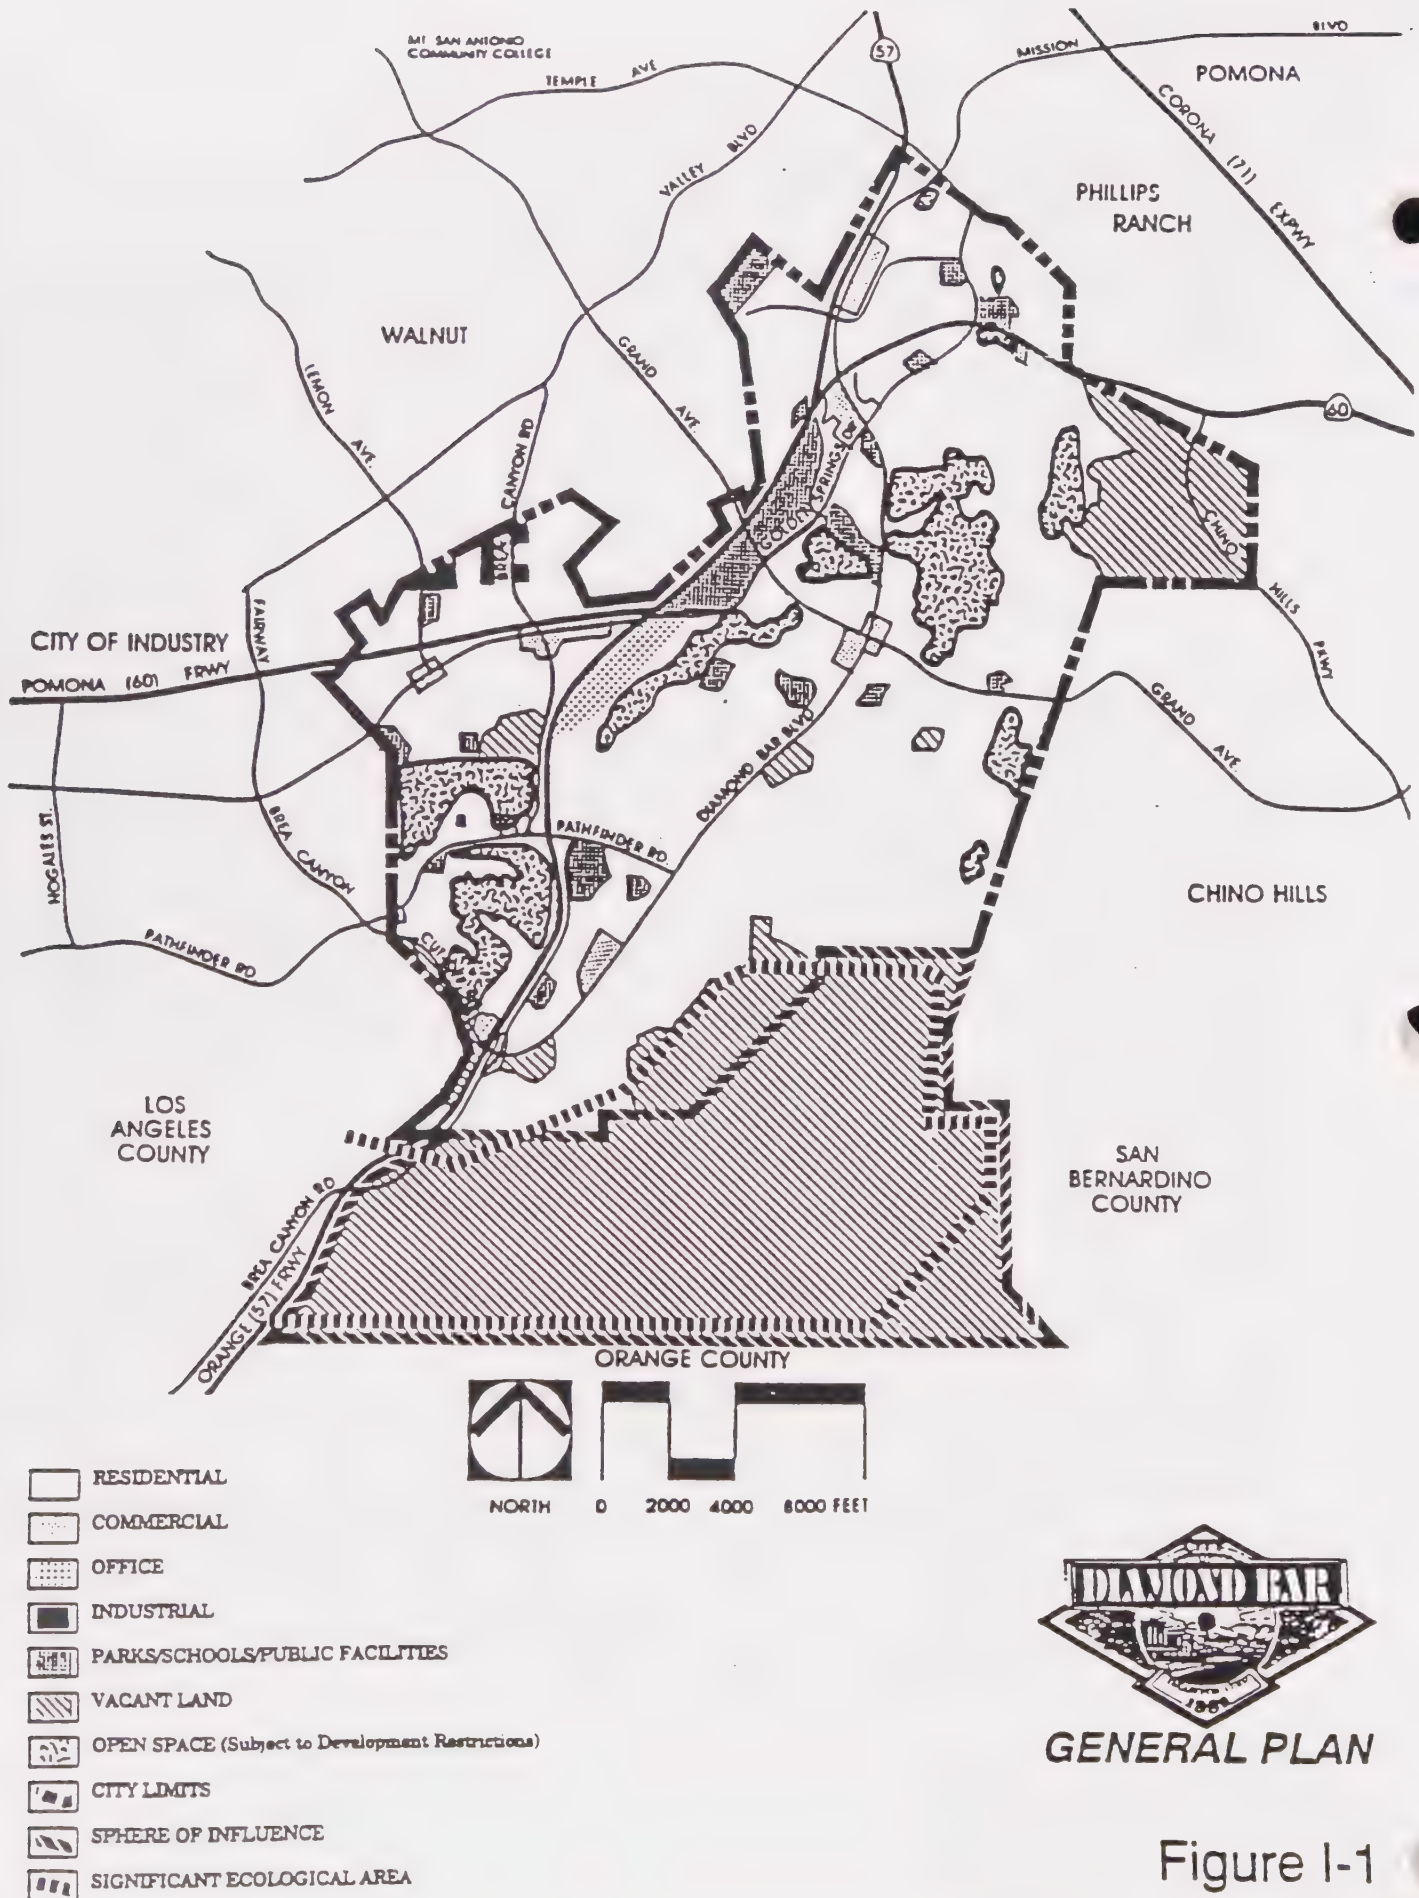 MT SAN ANTONIO
COMMUNITY COLLEGE
TEMPLE AVE
57
MISSION BLVD
POMONA
CORONA (71) EXPWY
VALLEY BLVD
PHILLIPS
RANCH
WALNUT
LEMON AVE.
GRAND AVE.
BREA CANYON RD
60
GOLDEN SPRINGS DR
CHINO HILLS PKWY
FAIRWAY
CITY OF INDUSTRY
POMONA (60) FRWY
GRAND AVE.
DIAMOND BAR BLVD
NOGALES ST.
BREA CANYON CUT
PATHFINDER RD.
PATHFINDER RD
CHINO HILLS
LOS
ANGELES
COUNTY
SAN
BERNARDINO
COUNTY
BREA CANYON RD
ORANGE (57) FRWY
ORANGE COUNTY
NORTH
0 2000 4000 8000 FEET
RESIDENTIAL
COMMERCIAL
OFFICE
INDUSTRIAL
PARKS/SCHOOLS/PUBLIC FACILITIES
VACANT LAND
OPEN SPACE (Subject to Development Restrictions)
CITY LIMITS
SPHERE OF INFLUENCE
SIGNIFICANT ECOLOGICAL AREA
DIAMOND BAR
1989
GENERAL PLAN
Figure I-1